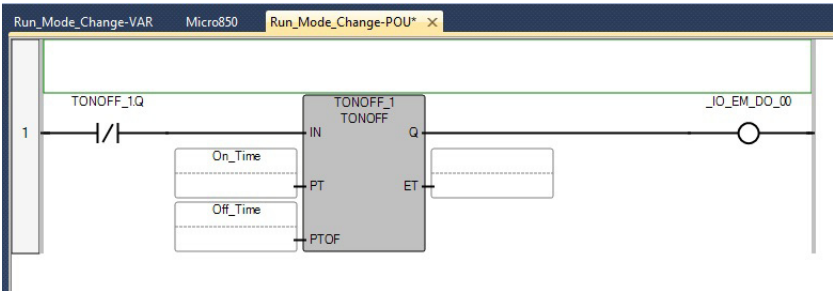 Run_Mode_Change-VAR Micro850 Run_Mode_Change-POU*
TONOFF_1.Q TONOFF_1 _IO_EM_DO_00
TONOFF
1 IN Q
On_Time
PT ET
Off_Time
PTOF